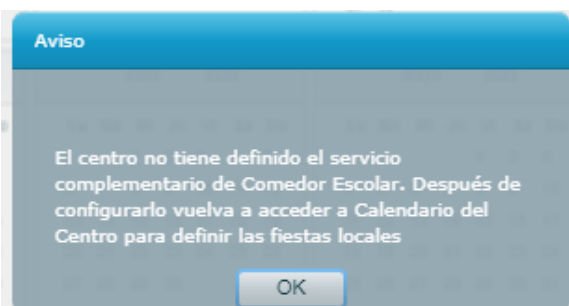 Aviso
El centro no tiene definido el servicio
complementario de Comedor Escolar. Después de
configurarlo vuelva a acceder a Calendario del
Centro para definir las fiestas locales
OK